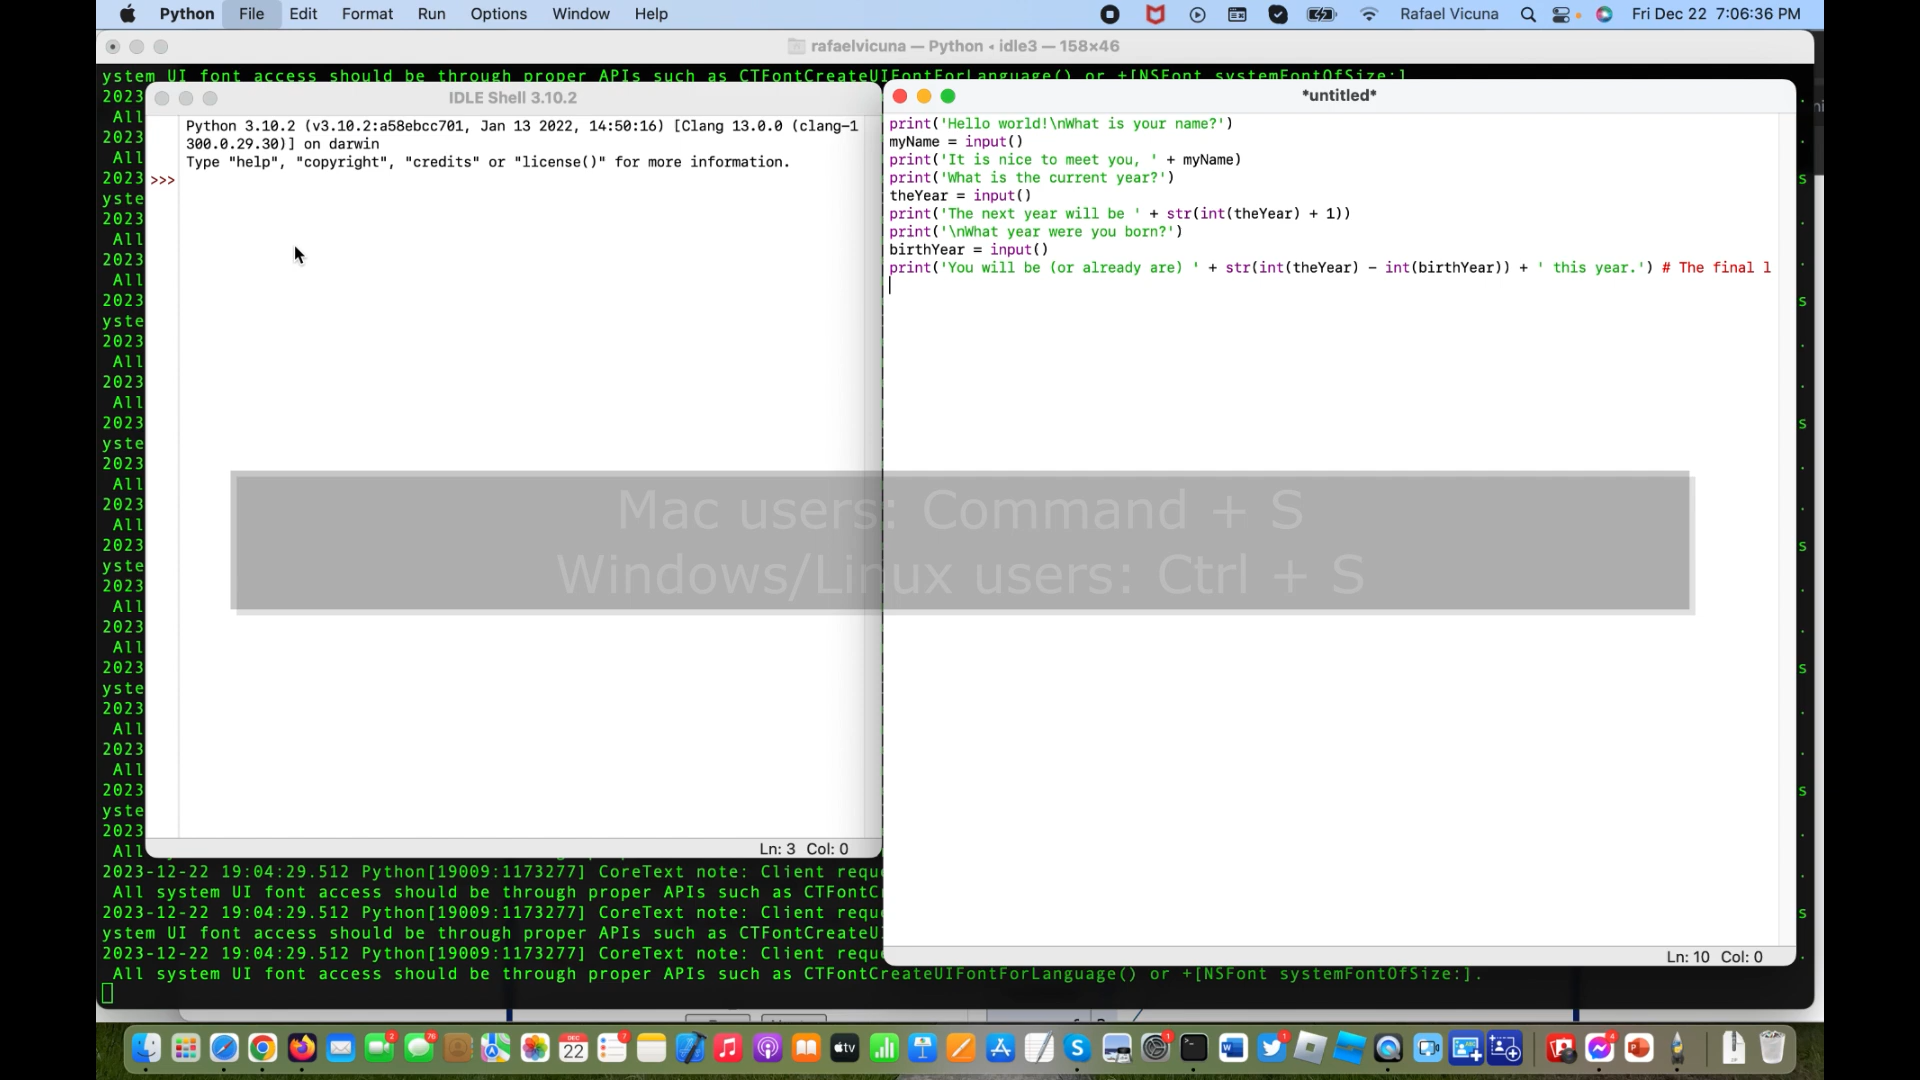 Python File Edit Format Run Options Window Help
Rafael Vicuna Fri Dec 22 7:06:36 PM
rafaelvicuna — Python ◂ idle3 — 158×46
ystem UI font access should be through proper APIs such as CTFontCreateUIFontForLanguage() or +[NSFont systemFontOfSize:]
IDLE Shell 3.10.2
Python 3.10.2 (v3.10.2:a58ebcc701, Jan 13 2022, 14:50:16) [Clang 13.0.0 (clang-1
300.0.29.30)] on darwin
Type "help", "copyright", "credits" or "license()" for more information.
>>>
Ln: 3 Col: 0
*untitled*
print('Hello world!\nWhat is your name?')
myName = input()
print('It is nice to meet you, ' + myName)
print('What is the current year?')
theYear = input()
print('The next year will be ' + str(int(theYear) + 1))
print('\nWhat year were you born?')
birthYear = input()
print('You will be (or already are) ' + str(int(theYear) - int(birthYear)) + ' this year.') # The final l
Ln: 10 Col: 0
Mac users: Command + S
Windows/Linux users: Ctrl + S
2023-12-22 19:04:29.512 Python[19009:1173277] CoreText note: Client requ
All system UI font access should be through proper APIs such as CTFontC
2023-12-22 19:04:29.512 Python[19009:1173277] CoreText note: Client requ
ystem UI font access should be through proper APIs such as CTFontCreateU
2023-12-22 19:04:29.512 Python[19009:1173277] CoreText note: Client requ
All system UI font access should be through proper APIs such as CTFontCreateUIFontForLanguage() or +[NSFont systemFontOfSize:].